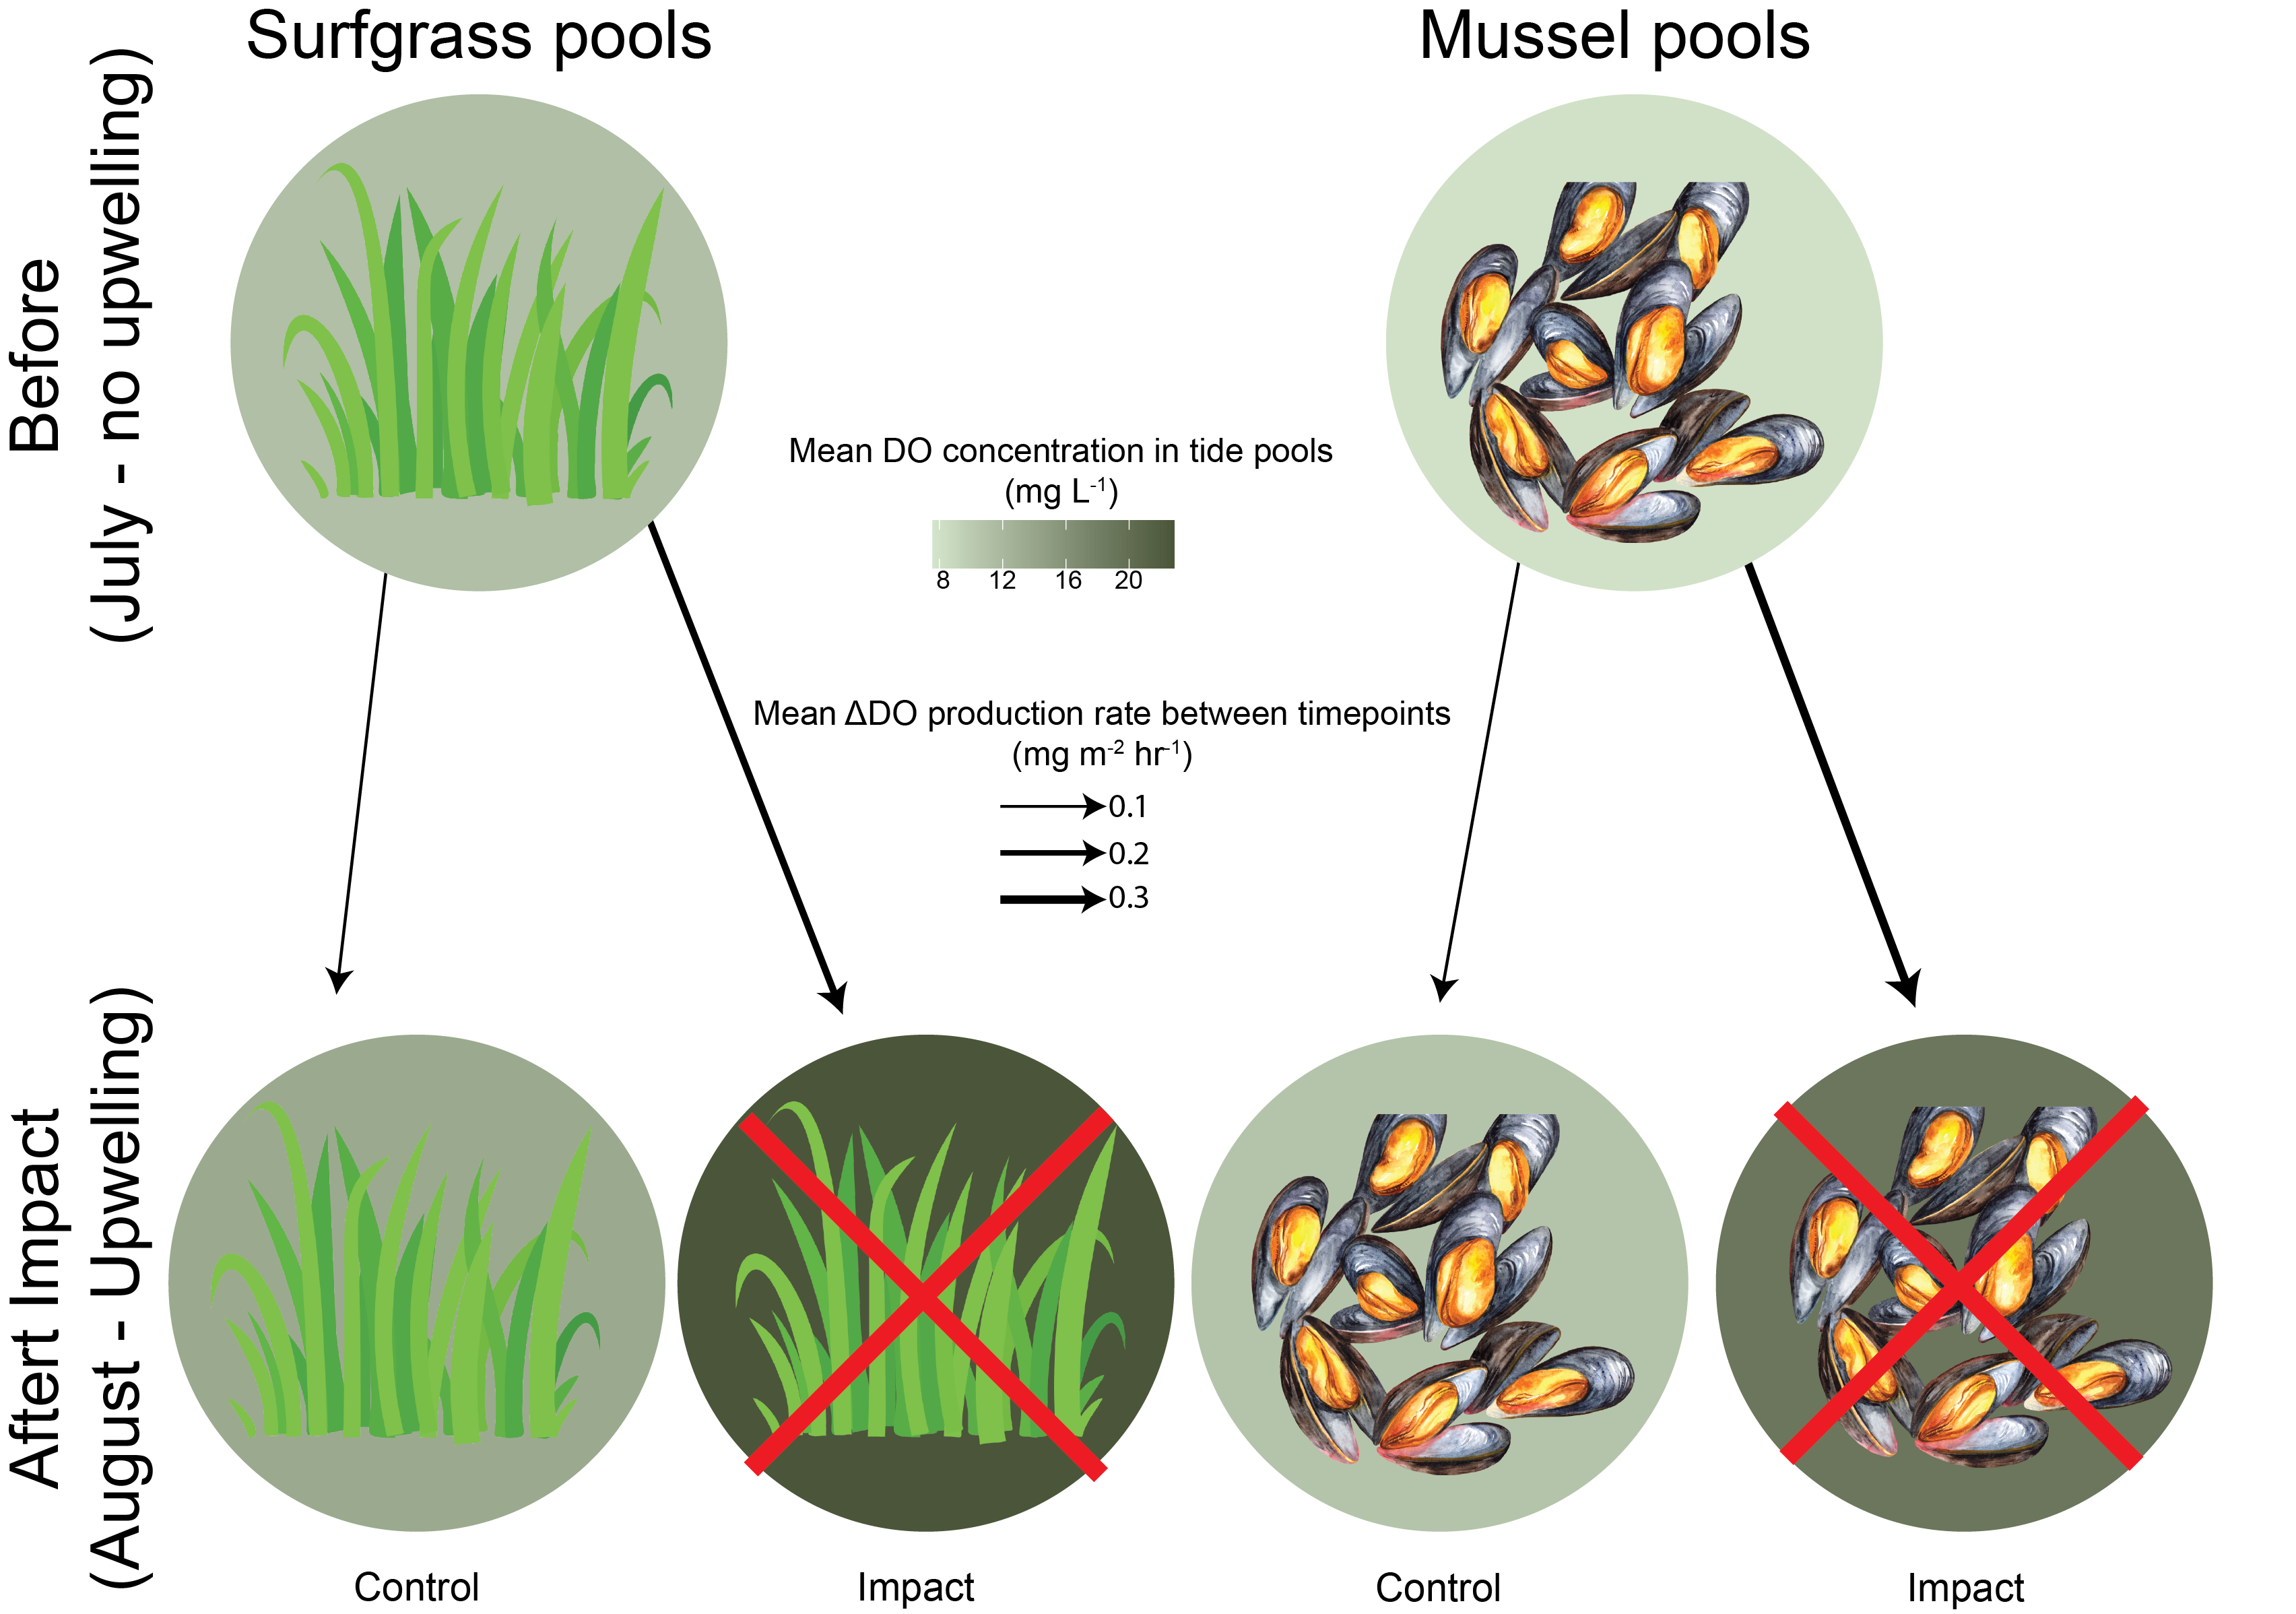 Surfgrass pools
Mussel pools
Before
(July - no upwelling)
Mean DO concentration in tide pools
(mg L-1)
8 12 16 20
Mean ΔDO production rate between timepoints
(mg m-2 hr-1)
0.1
0.2
0.3
Aftert Impact
(August - Upwelling)
Control
Impact
Control
Impact